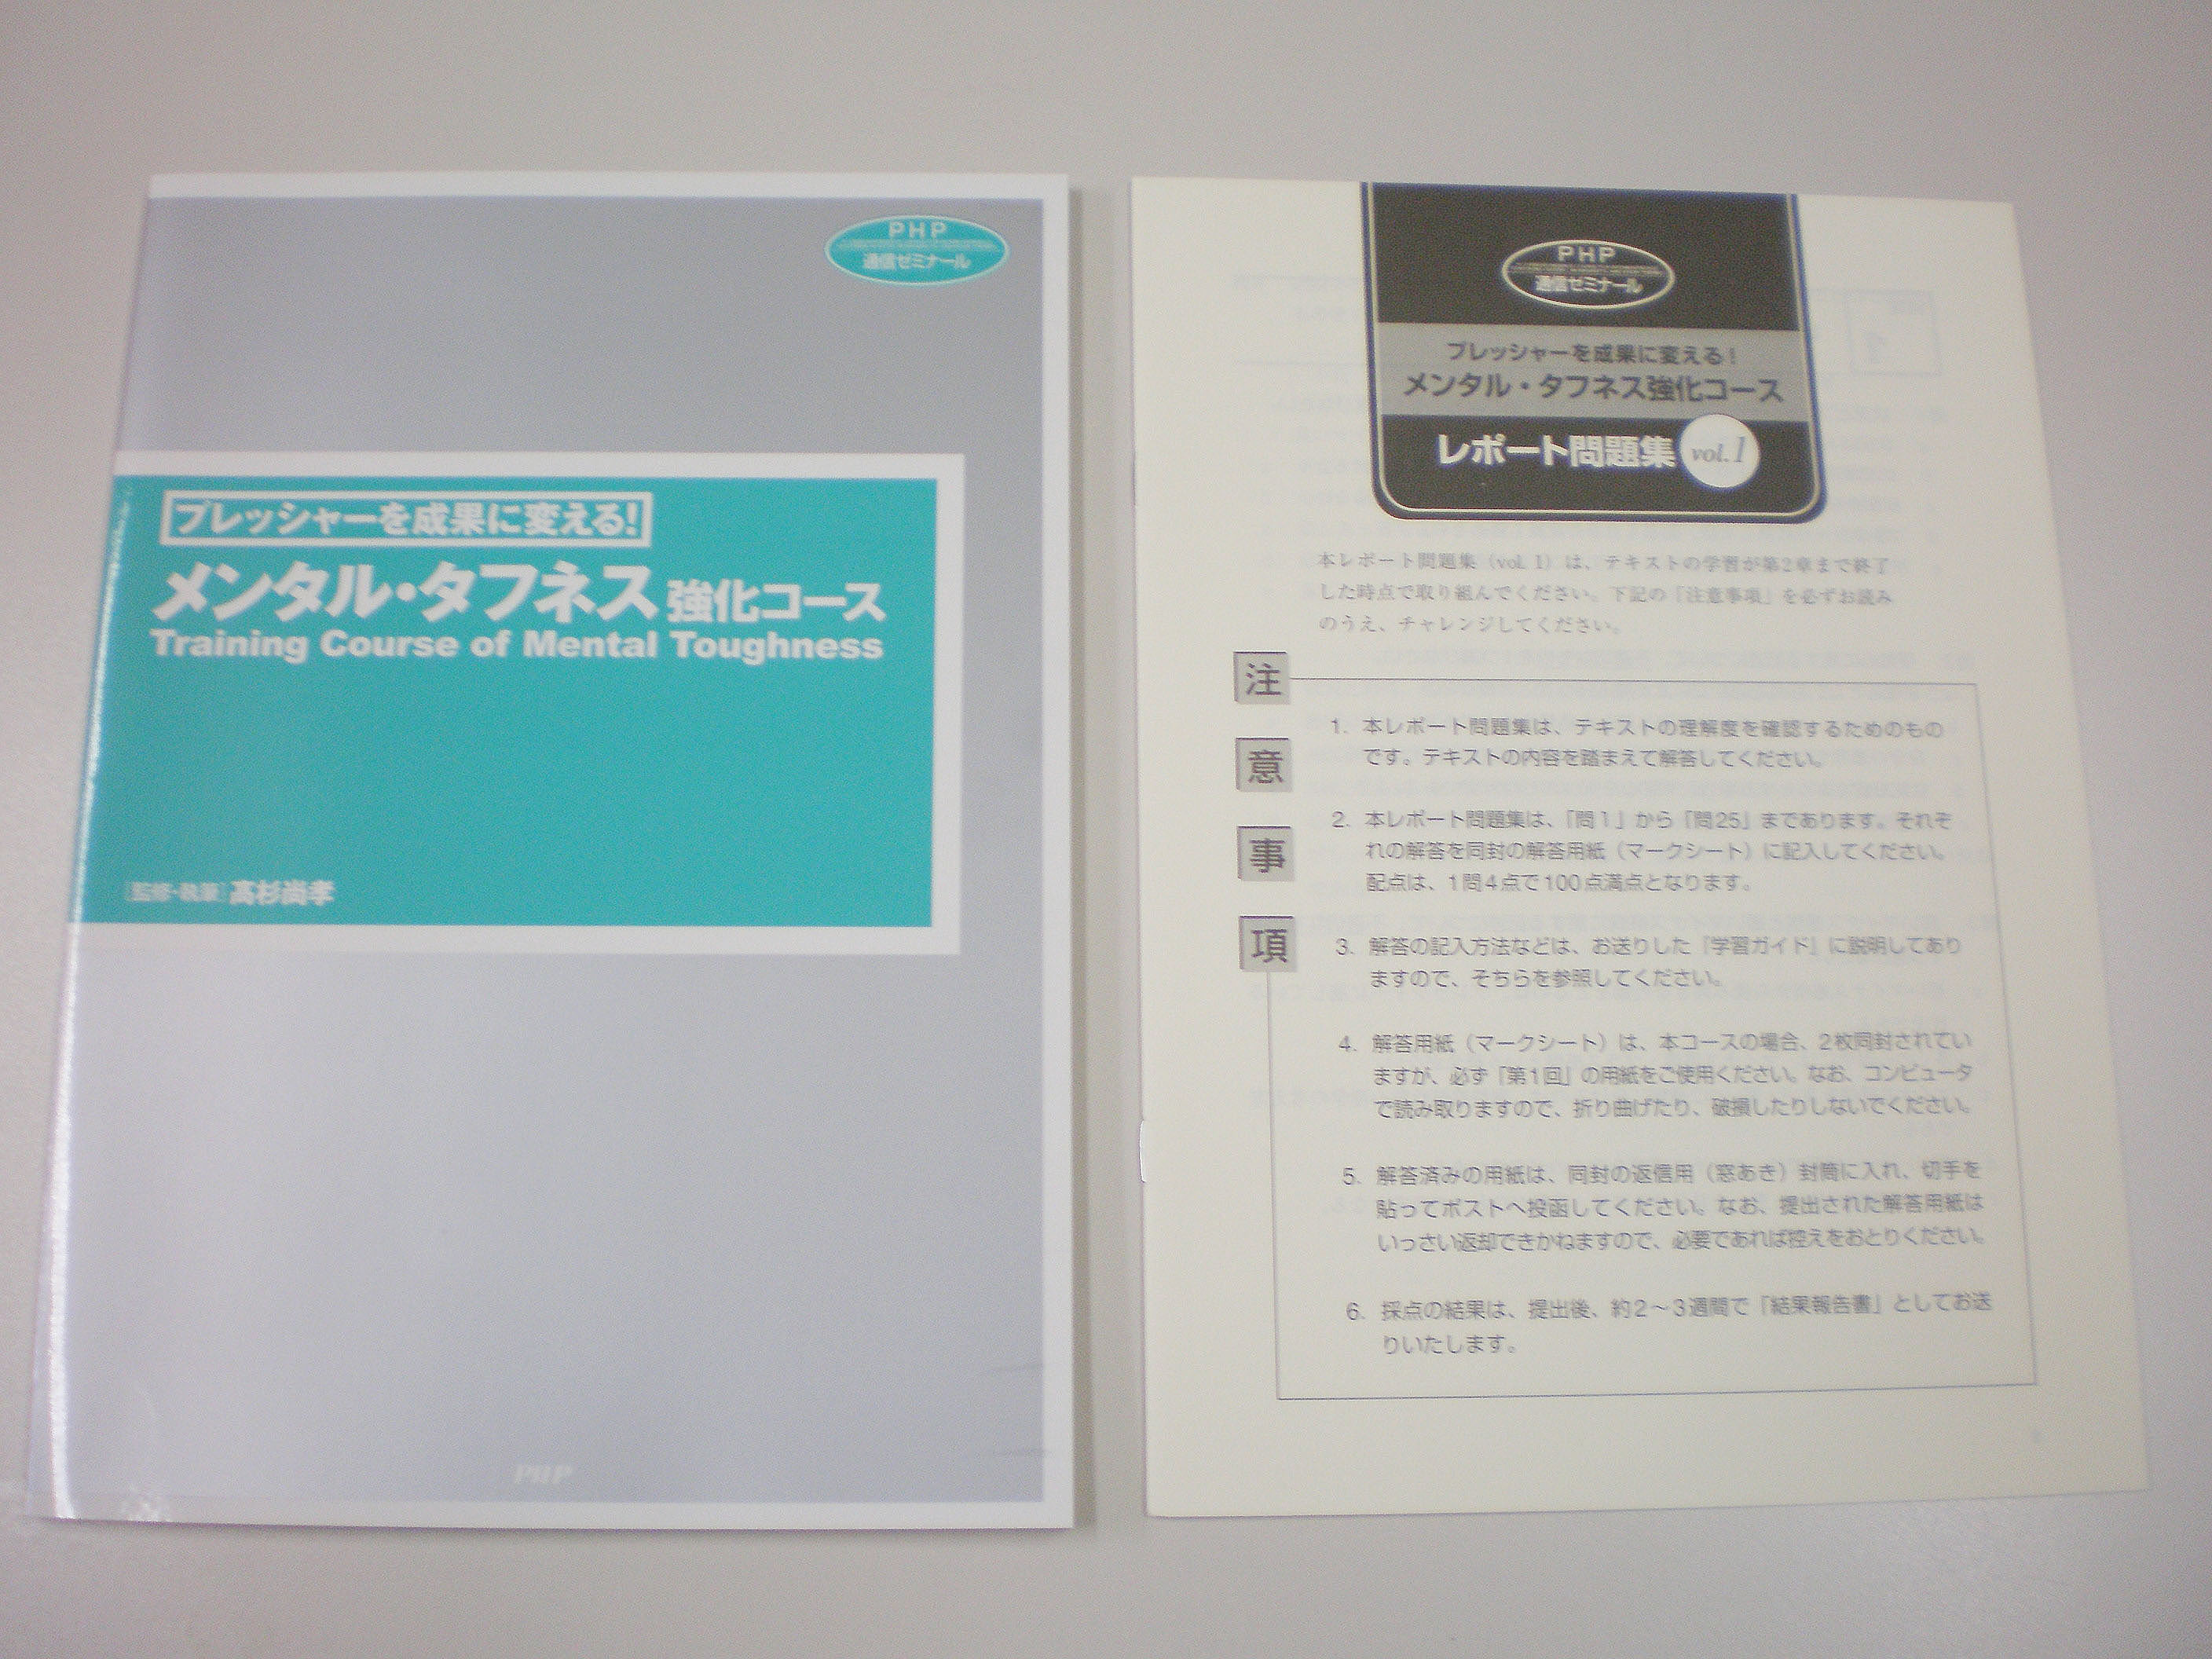 PHP
通信ゼミナール
プレッシャーを成果に変える!
メンタル・タフネス強化コース
Training Course of Mental Toughness
[監修・執筆]髙杉尚孝
PHP
PHP
通信ゼミナール
プレッシャーを成果に変える!
メンタル・タフネス強化コース
レポート問題集 vol.1
本レポート問題集（vol. 1）は、テキストの学習が第2章まで終了
した時点で取り組んでください。下記の「注意事項」を必ずお読み
のうえ、チャレンジしてください。
注意事項
1. 本レポート問題集は、テキストの理解度を確認するためのもの
です。テキストの内容を踏まえて解答してください。
2. 本レポート問題集は、「問1」から「問25」まであります。それぞ
れの解答を同封の解答用紙（マークシート）に記入してください。
配点は、1問4点で100点満点となります。
3. 解答の記入方法などは、お送りした「学習ガイド」に説明してあり
ますので、そちらを参照してください。
4. 解答用紙（マークシート）は、本コースの場合、2枚同封されてい
ますが、必ず「第1回」の用紙をご使用ください。なお、コンピュータ
で読み取りますので、折り曲げたり、破損したりしないでください。
5. 解答済みの用紙は、同封の返信用（窓あき）封筒に入れ、切手を
貼ってポストへ投函してください。なお、提出された解答用紙は
いっさい返却できかねますので、必要であれば控えをおとりください。
6. 採点の結果は、提出後、約2～3週間で「結果報告書」としてお送
りいたします。